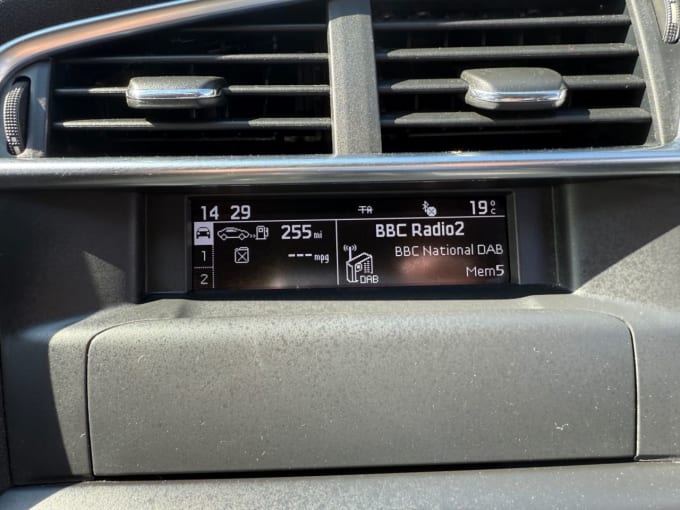 14 29 TA 19°c
255 mi
1 --- mpg
2
BBC Radio2
BBC National DAB
Mem5
DAB